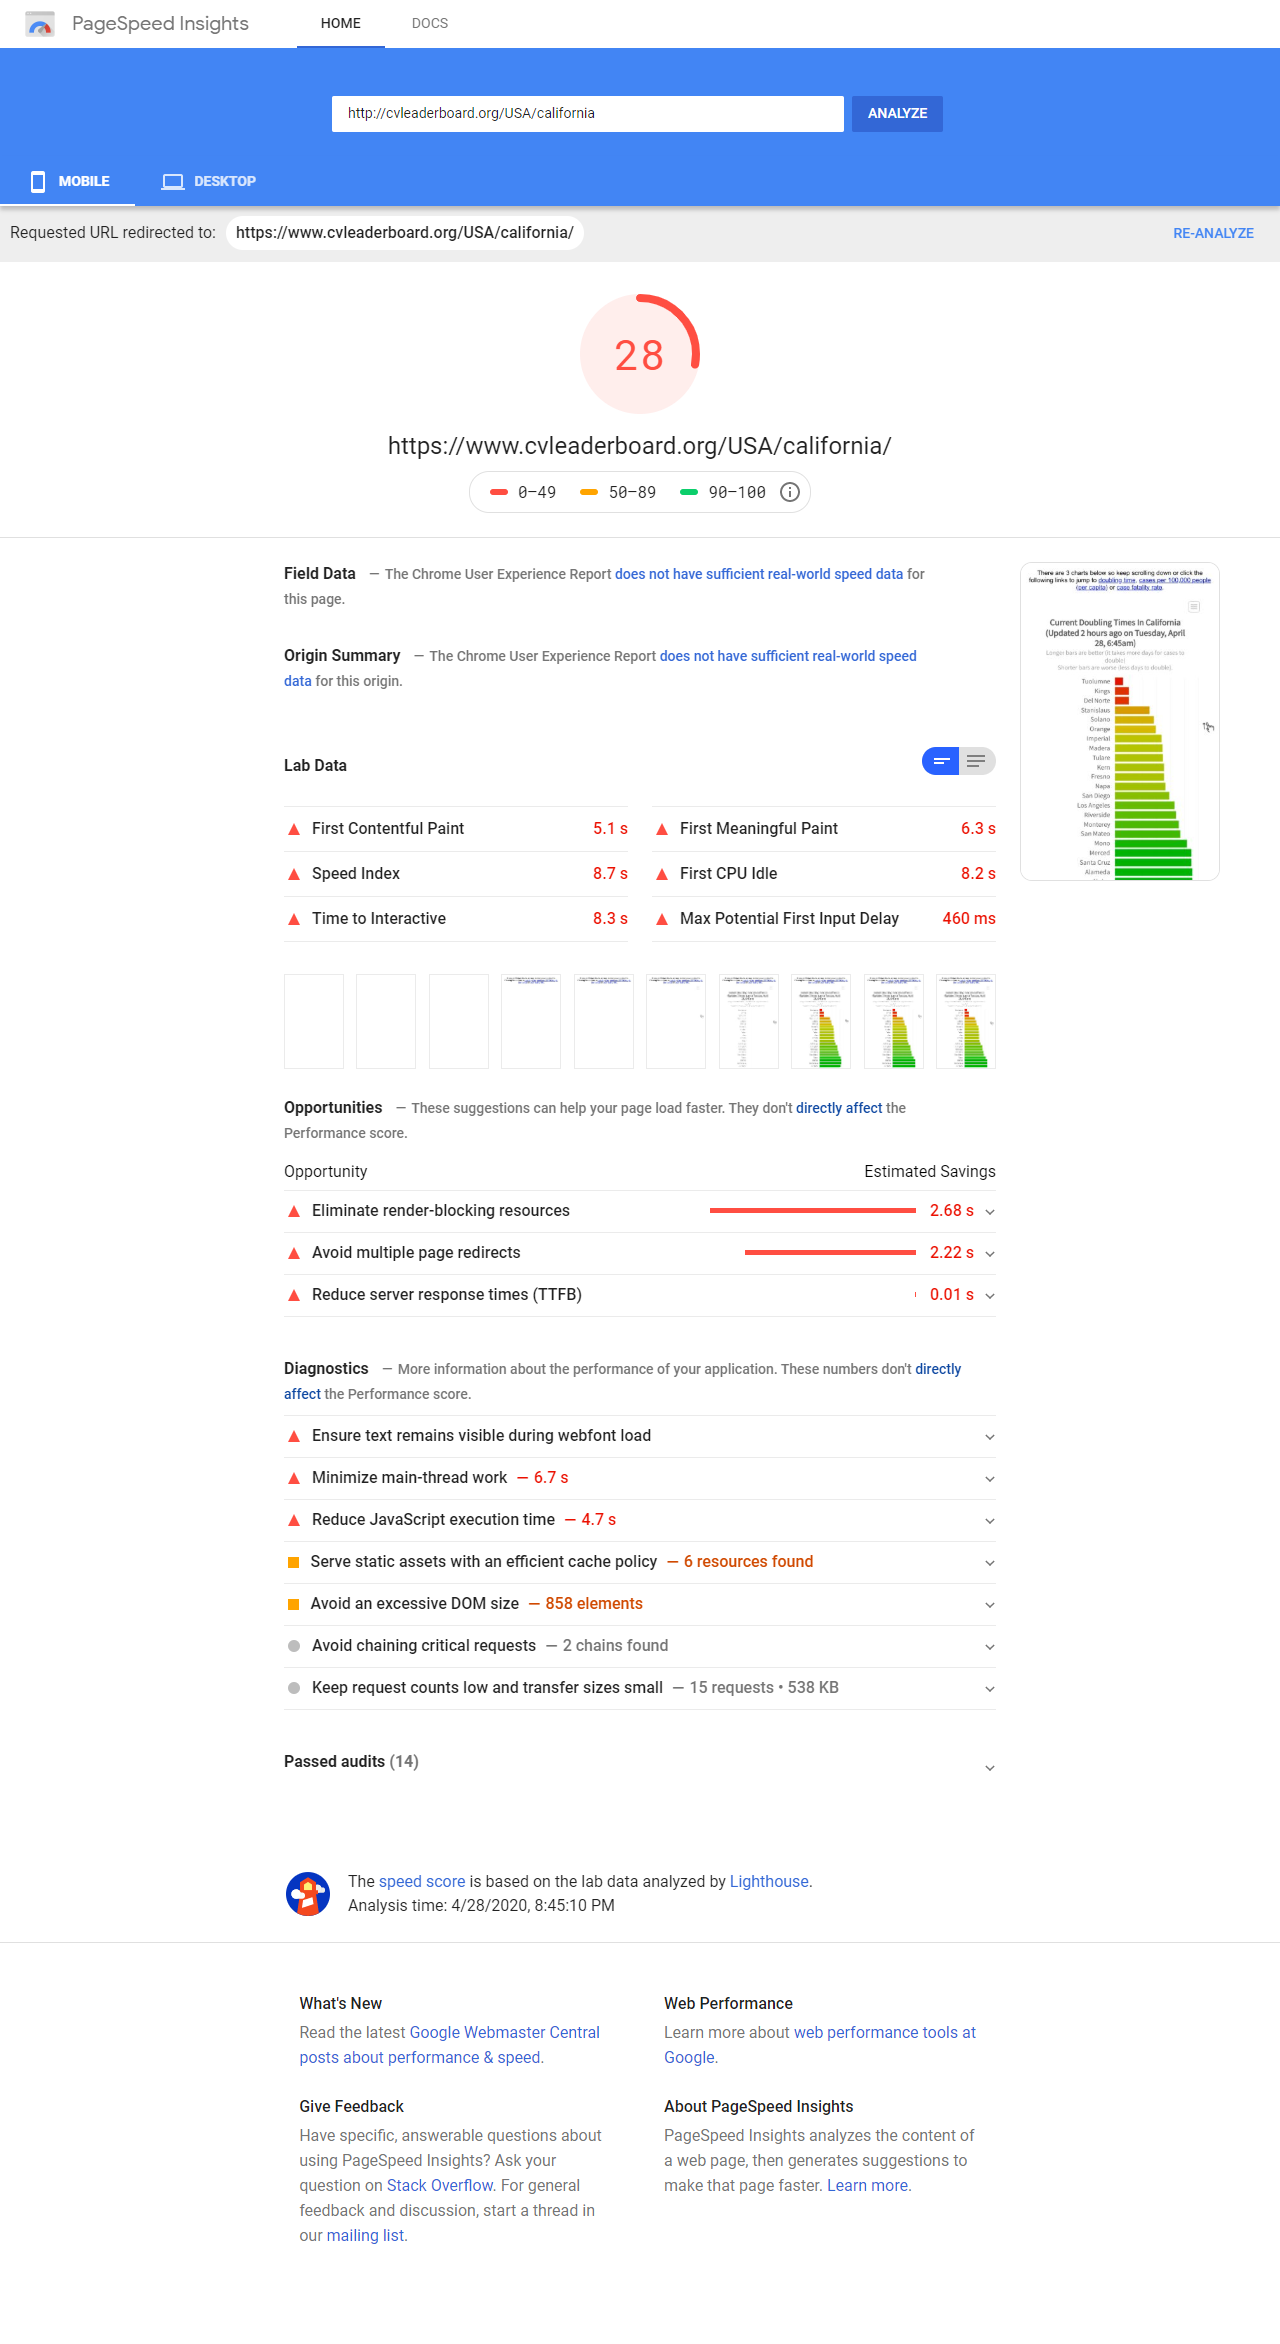 PageSpeed Insights
HOME
DOCS
http://cvleaderboard.org/USA/california
ANALYZE
MOBILE
DESKTOP
Requested URL redirected to: https://www.cvleaderboard.org/USA/california/
RE-ANALYZE
28
https://www.cvleaderboard.org/USA/california/
0–49 50–89 90–100
Field Data — The Chrome User Experience Report does not have sufficient real-world speed data for
this page.
Origin Summary — The Chrome User Experience Report does not have sufficient real-world speed
data for this origin.
There are 3 charts below so keep scrolling down or click the
following links to jump to doubling time, cases per 100,000 people
(per capita) or case fatality rate.
Current Doubling Times in California
(Updated 2 hours ago on Tuesday, April
28, 6:45am)
Longer bars are better (it takes more days for cases to
double)
Shorter bars are worse (less days to double).
Tuolumne
Kings
Del Norte
Stanislaus
Solano
Orange
Imperial
Madera
Tulare
Kern
Fresno
Napa
San Diego
Los Angeles
Riverside
Monterey
San Mateo
Mono
Merced
Santa Cruz
Alameda
Lab Data
First Contentful Paint 5.1 s
First Meaningful Paint 6.3 s
Speed Index 8.7 s
First CPU Idle 8.2 s
Time to Interactive 8.3 s
Max Potential First Input Delay 460 ms
Opportunities — These suggestions can help your page load faster. They don't directly affect the
Performance score.
Opportunity Estimated Savings
Eliminate render-blocking resources 2.68 s
Avoid multiple page redirects 2.22 s
Reduce server response times (TTFB) 0.01 s
Diagnostics — More information about the performance of your application. These numbers don't directly
affect the Performance score.
Ensure text remains visible during webfont load
Minimize main-thread work — 6.7 s
Reduce JavaScript execution time — 4.7 s
Serve static assets with an efficient cache policy — 6 resources found
Avoid an excessive DOM size — 858 elements
Avoid chaining critical requests — 2 chains found
Keep request counts low and transfer sizes small — 15 requests • 538 KB
Passed audits (14)
The speed score is based on the lab data analyzed by Lighthouse.
Analysis time: 4/28/2020, 8:45:10 PM
What's New
Read the latest Google Webmaster Central
posts about performance & speed.
Web Performance
Learn more about web performance tools at
Google.
Give Feedback
Have specific, answerable questions about
using PageSpeed Insights? Ask your
question on Stack Overflow. For general
feedback and discussion, start a thread in
our mailing list.
About PageSpeed Insights
PageSpeed Insights analyzes the content of
a web page, then generates suggestions to
make that page faster. Learn more.